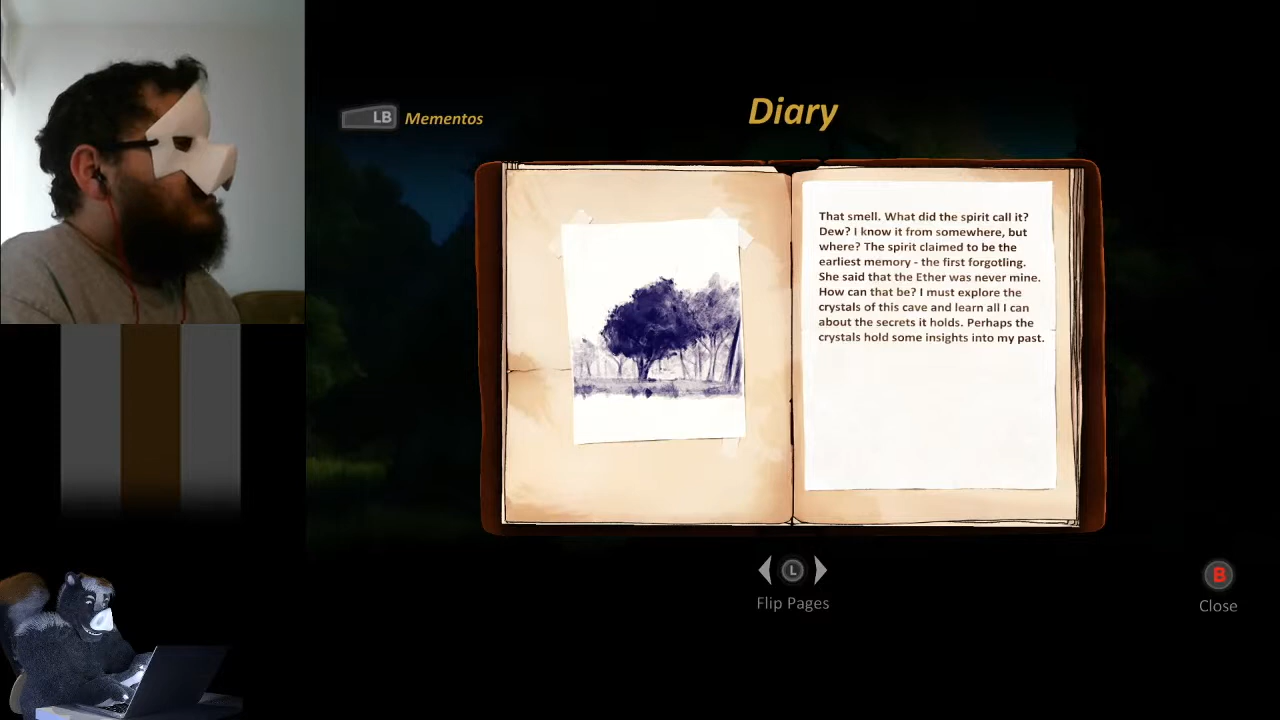 LB Mementos
Diary
That smell. What did the spirit call it?
Dew? I know it from somewhere, but
where? The spirit claimed to be the
earliest memory - the first forgotling.
She said that the Ether was never mine.
How can that be? I must explore the
crystals of this cave and learn all I can
about the secrets it holds. Perhaps the
crystals hold some insights into my past.
L
Flip Pages
B
Close